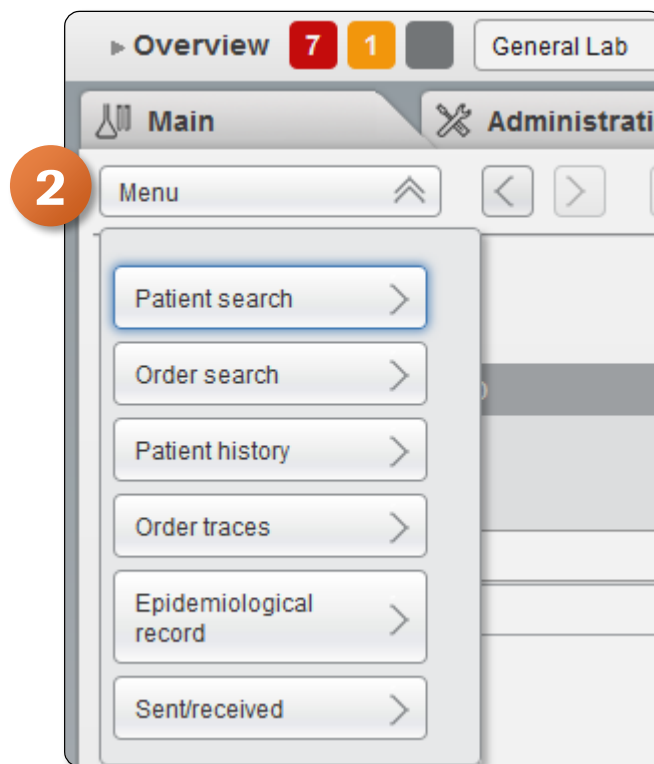 Overview 7 1 General Lab
Main Administrati
2
Menu
Patient search
Order search
Patient history
Order traces
Epidemiological
record
Sent/received